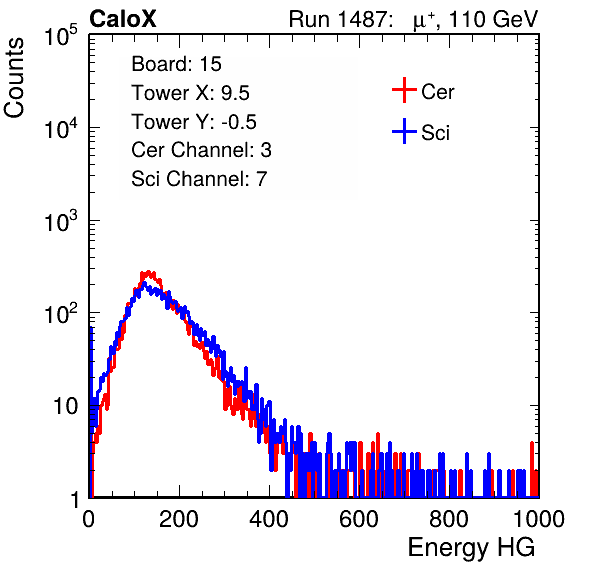 CaloX Run 1487: μ⁺, 110 GeV
Counts
Board: 15
Tower X: 9.5
Tower Y: -0.5
Cer Channel: 3
Sci Channel: 7
Cer
Sci
10⁵
10⁴
10³
10²
10
1
0 200 400 600 800 1000
Energy HG